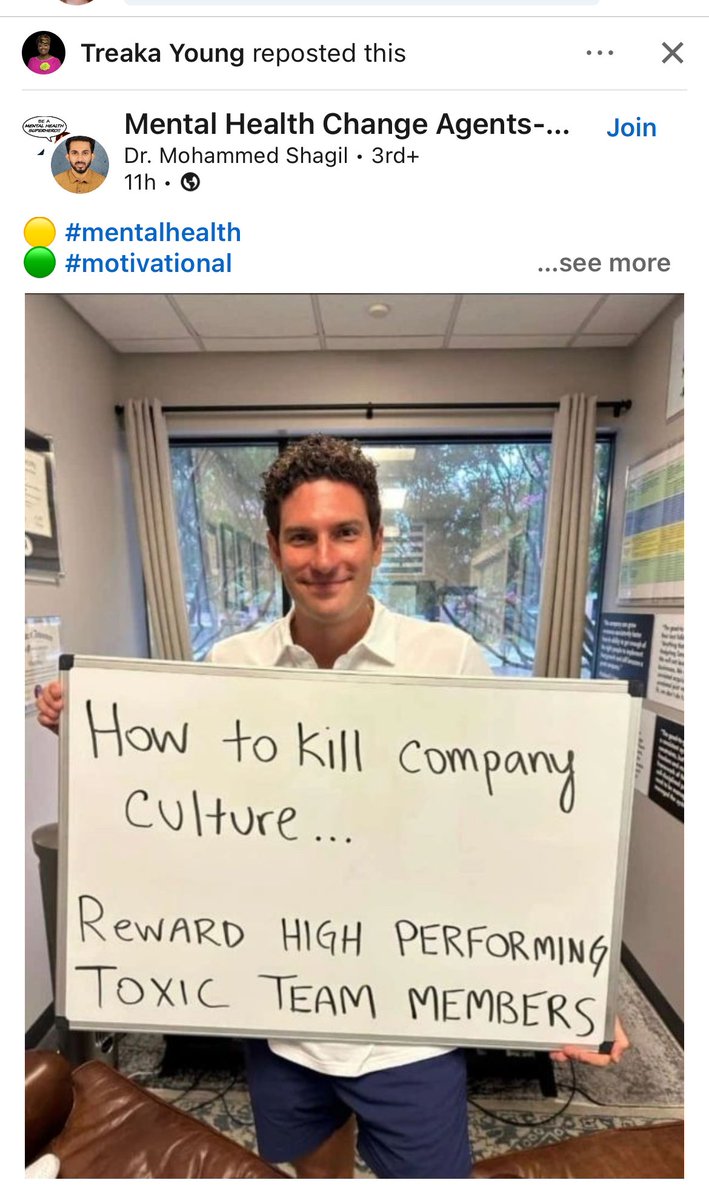 Treaka Young reposted this
BE A
MENTAL HEALTH
SUPERHERO!
Mental Health Change Agents-...
Join
Dr. Mohammed Shagil • 3rd+
11h •
#mentalhealth
#motivational
...see more
How to kill company
culture...
REWARD HIGH PERFORMING
TOXIC TEAM MEMBERS